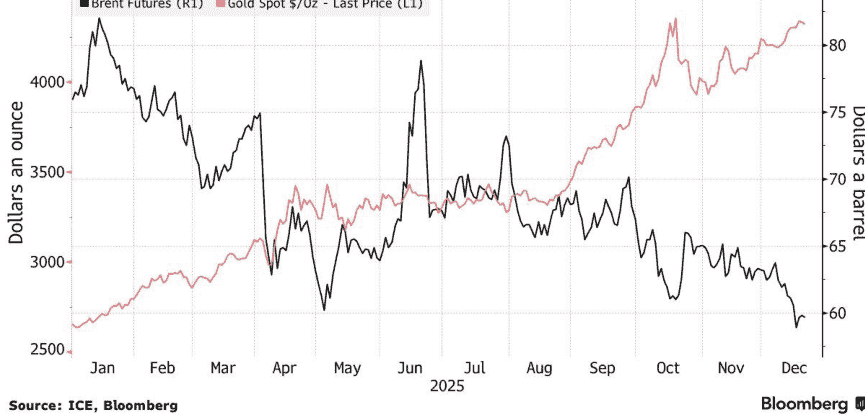 Brent Futures (R1) Gold Spot $/Oz - Last Price (L1)
Dollars an ounce
4000
3500
3000
2500
80
75
70
65
60
Dollars a barrel
Jan Feb Mar Apr May Jun Jul Aug Sep Oct Nov Dec
2025
Source: ICE, Bloomberg
Bloomberg